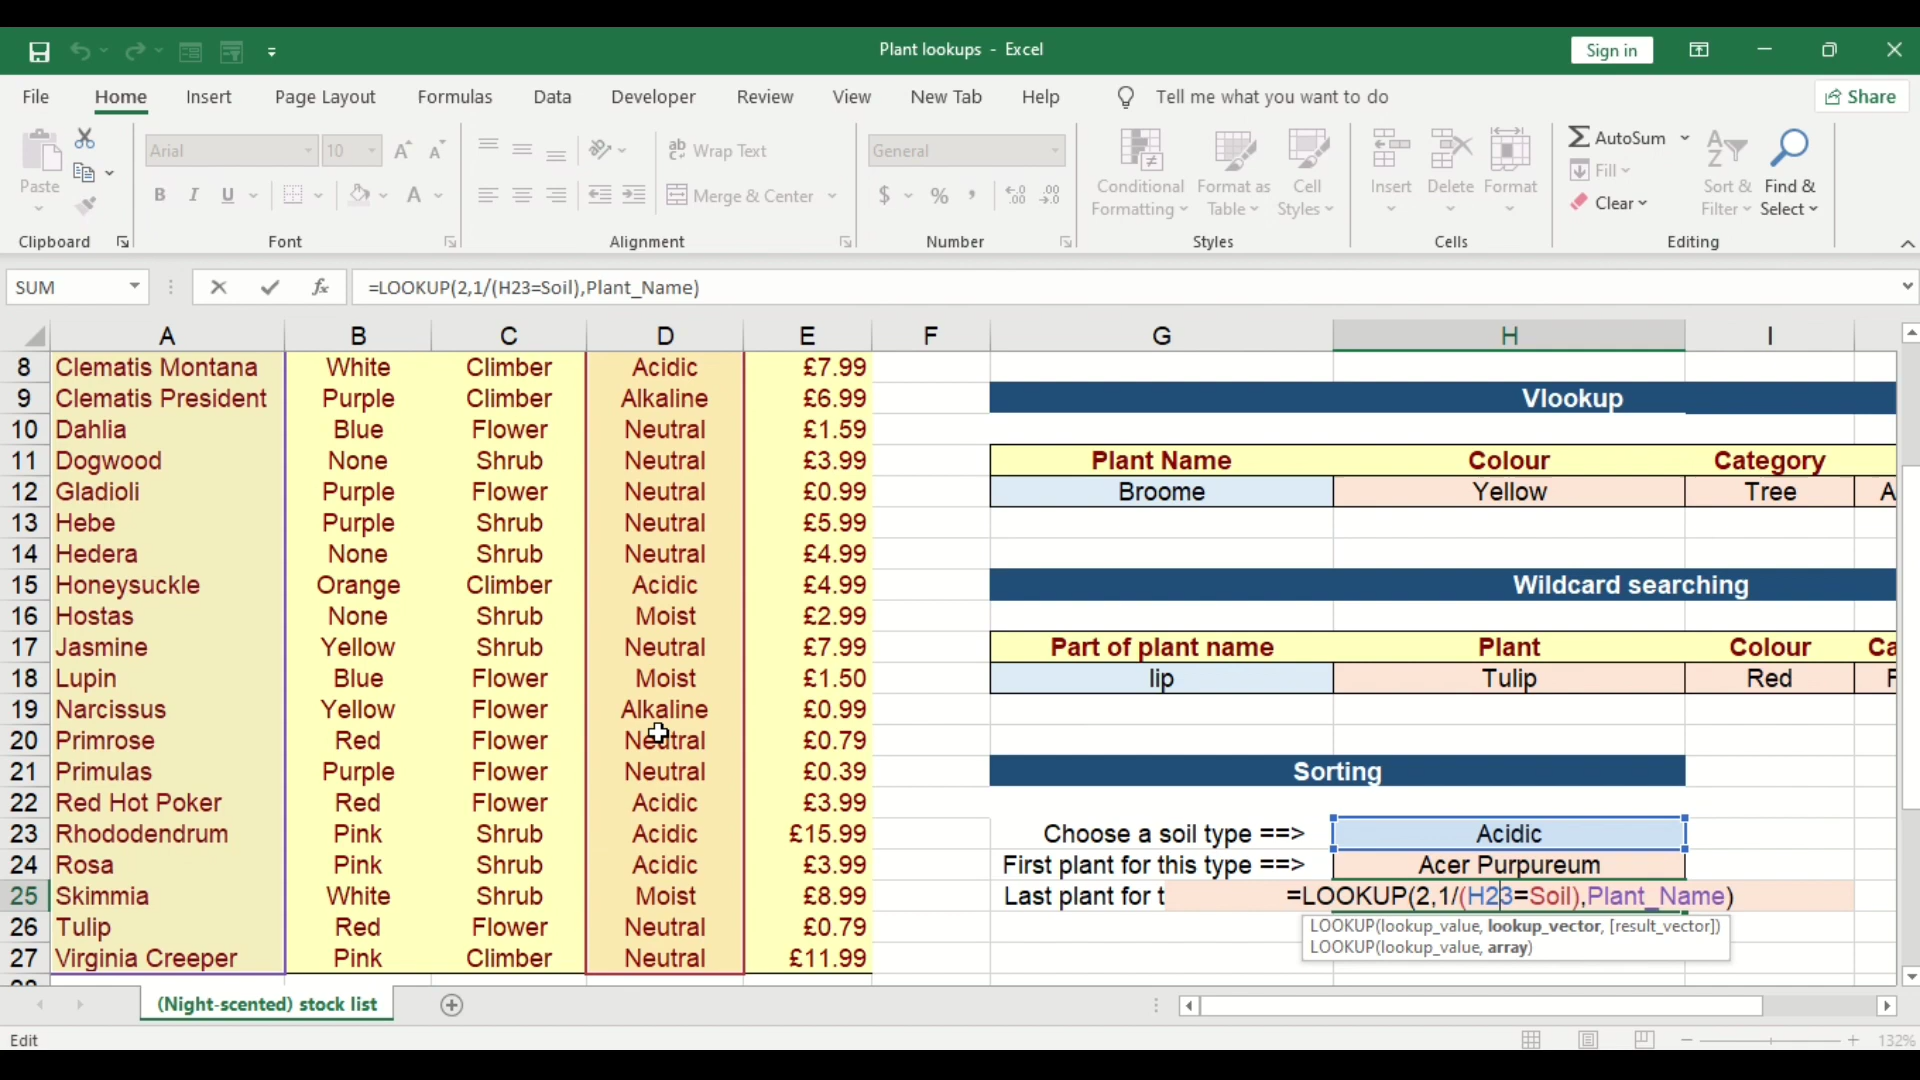 Plant lookups - Excel
Sign in
File Home Insert Page Layout Formulas Data Developer Review View New Tab Help Tell me what you want to do Share
Paste
Arial 10
B I U A
ab Wrap Text
Merge & Center
General
$ % ,
Conditional Formatting
Format as Table
Cell Styles
Insert Delete Format
AutoSum
Fill
Clear
Sort & Filter
Find & Select
Clipboard Font Alignment Number Styles Cells Editing
SUM fx =LOOKUP(2,1/(H23=Soil),Plant_Name)
A B C D E F G H I
8 Clematis Montana White Climber Acidic £7.99
9 Clematis President Purple Climber Alkaline £6.99 Vlookup
10 Dahlia Blue Flower Neutral £1.59
11 Dogwood None Shrub Neutral £3.99 Plant Name Colour Category
12 Gladioli Purple Flower Neutral £0.99 Broome Yellow Tree A
13 Hebe Purple Shrub Neutral £5.99
14 Hedera None Shrub Neutral £4.99
15 Honeysuckle Orange Climber Acidic £4.99 Wildcard searching
16 Hostas None Shrub Moist £2.99
17 Jasmine Yellow Shrub Neutral £7.99 Part of plant name Plant Colour Ca
18 Lupin Blue Flower Moist £1.50 lip Tulip Red F
19 Narcissus Yellow Flower Alkaline £0.99
20 Primrose Red Flower Neutral £0.79
21 Primulas Purple Flower Neutral £0.39 Sorting
22 Red Hot Poker Red Flower Acidic £3.99
23 Rhododendrum Pink Shrub Acidic £15.99 Choose a soil type ==> Acidic
24 Rosa Pink Shrub Acidic £3.99 First plant for this type ==> Acer Purpureum
25 Skimmia White Shrub Moist £8.99 Last plant for t =LOOKUP(2,1/(H23=Soil),Plant_Name)
26 Tulip Red Flower Neutral £0.79 LOOKUP(lookup_value, lookup_vector, [result_vector])
LOOKUP(lookup_value, array)
27 Virginia Creeper Pink Climber Neutral £11.99
(Night-scented) stock list
Edit 132%